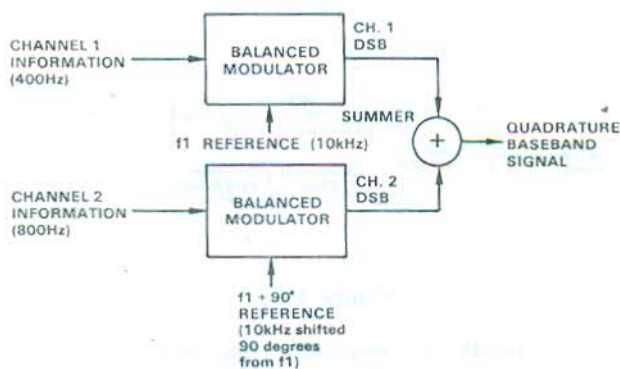 CHANNEL 1
INFORMATION
(400Hz)
BALANCED
MODULATOR
CH. 1
DSB
f1 REFERENCE (10kHz)
SUMMER
+
QUADRATURE
BASEBAND
SIGNAL
CHANNEL 2
INFORMATION
(800Hz)
BALANCED
MODULATOR
CH. 2
DSB
f1 + 90°
REFERENCE
(10kHz shifted
90 degrees
from f1)